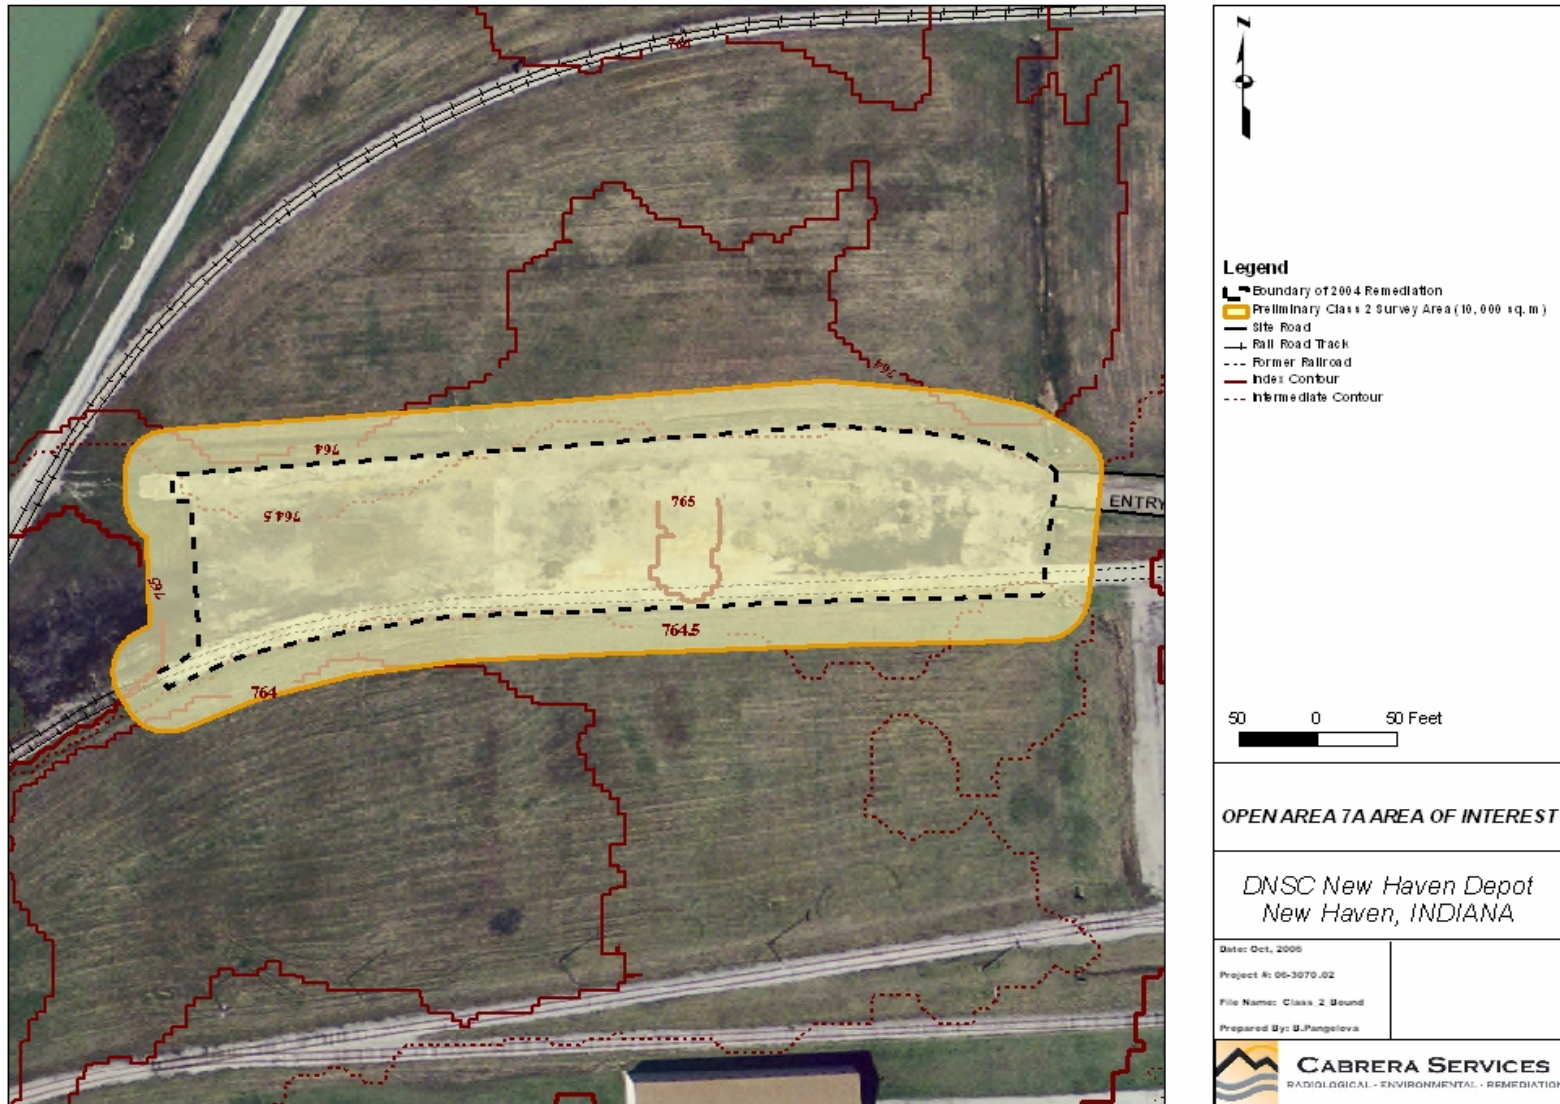 764
764
764
764.5
765
765
764.5
764
ENTRY
N
Legend
Boundary of 2004 Remediation
Preliminary Class 2 Survey Area (10,000 sq. m)
Site Road
Rail Road Track
Former Railroad
Index Contour
Intermediate Contour
50 0 50 Feet
OPEN AREA 7A AREA OF INTEREST
DNSC New Haven Depot
New Haven, INDIANA
Date: Oct, 2006
Project #: 06-3070.02
File Name: Class_2_Bound
Prepared By: B.Pangelova
CABRERA SERVICES
RADIOLOGICAL - ENVIRONMENTAL - REMEDIATION